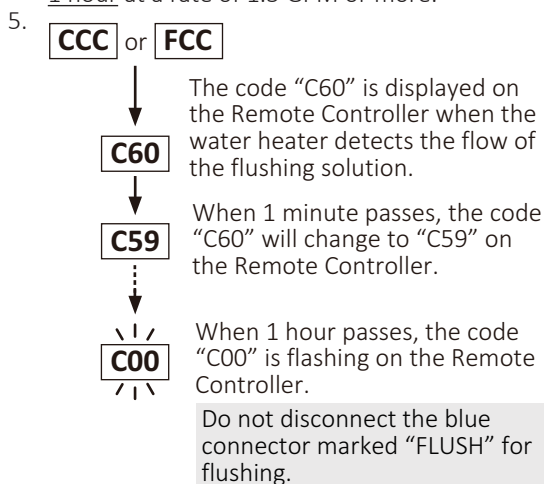 1 hour at a rate of 1.5 GPM or more.
5.
CCC or FCC
The code “C60” is displayed on
the Remote Controller when the
C60 water heater detects the flow of
the flushing solution.
When 1 minute passes, the code
C59 “C60” will change to “C59” on
the Remote Controller.
When 1 hour passes, the code
C00 “C00” is flashing on the Remote
Controller.
Do not disconnect the blue
connector marked “FLUSH” for
flushing.